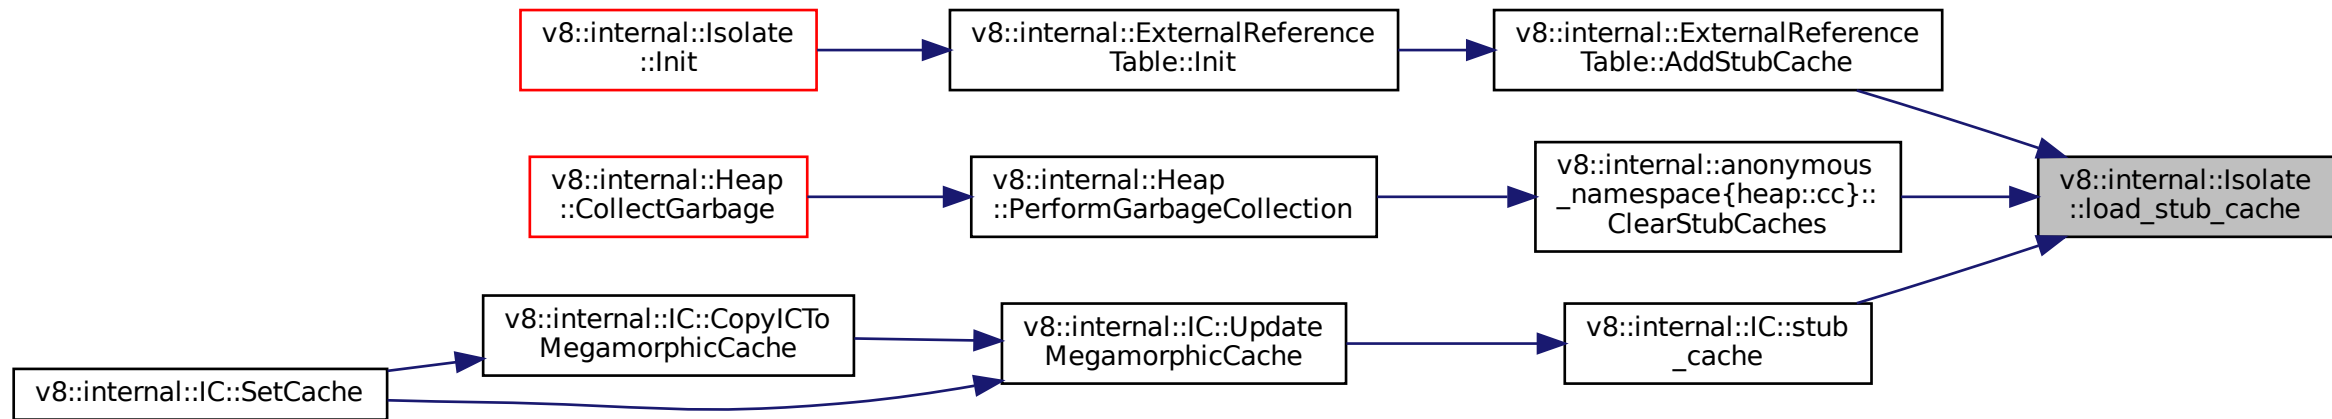 v8::internal::Isolate
::Init
v8::internal::ExternalReference
Table::Init
v8::internal::ExternalReference
Table::AddStubCache
v8::internal::Heap
::CollectGarbage
v8::internal::Heap
::PerformGarbageCollection
v8::internal::anonymous
_namespace{heap::cc}::
ClearStubCaches
v8::internal::Isolate
::load_stub_cache
v8::internal::IC::CopyICTo
MegamorphicCache
v8::internal::IC::Update
MegamorphicCache
v8::internal::IC::stub
_cache
v8::internal::IC::SetCache